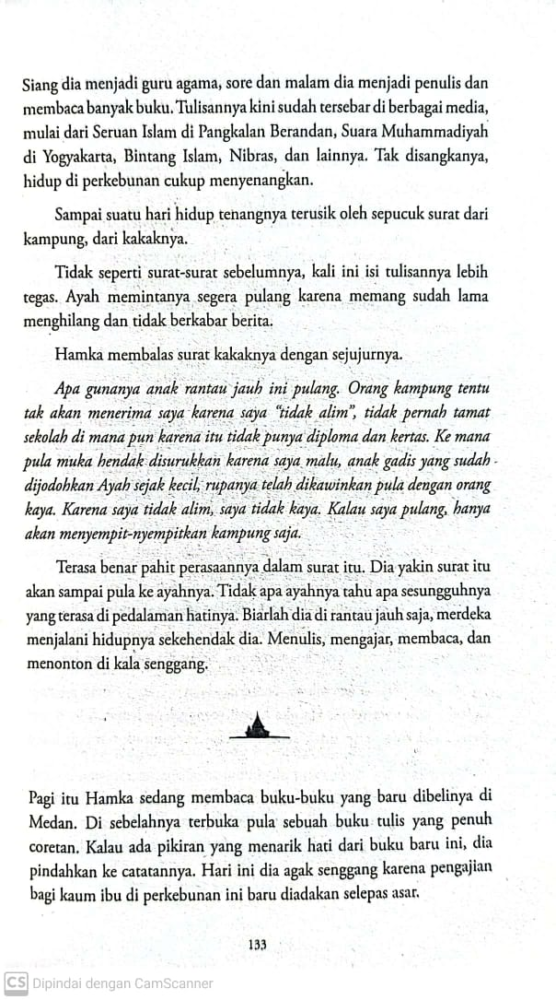 Siang dia menjadi guru agama, sore dan malam dia menjadi penulis dan
membaca banyak buku. Tulisannya kini sudah tersebar di berbagai media,
mulai dari Seruan Islam di Pangkalan Berandan, Suara Muhammadiyah
di Yogyakarta, Bintang Islam, Nibras, dan lainnya. Tak disangkanya,
hidup di perkebunan cukup menyenangkan.
Sampai suatu hari hidup tenangnya terusik oleh sepucuk surat dari
kampung, dari kakaknya.
Tidak seperti surat-surat sebelumnya, kali ini isi tulisannya lebih
tegas. Ayah memintanya segera pulang karena memang sudah lama
menghilang dan tidak berkabar berita.
Hamka membalas surat kakaknya dengan sejujurnya.
Apa gunanya anak rantau jauh ini pulang. Orang kampung tentu
tak akan menerima saya karena saya “tidak alim”, tidak pernah tamat
sekolah di mana pun karena itu tidak punya diploma dan kertas. Ke mana
pula muka hendak disurukkan karena saya malu, anak gadis yang sudah
dijodohkan Ayah sejak kecil, rupanya telah dikawinkan pula dengan orang
kaya. Karena saya tidak alim, saya tidak kaya. Kalau saya pulang, hanya
akan menyempit-nyempitkan kampung saja.
Terasa benar pahit perasaannya dalam surat itu. Dia yakin surat itu
akan sampai pula ke ayahnya. Tidak apa ayahnya tahu apa sesungguhnya
yang terasa di pedalaman hatinya. Biarlah dia di rantau jauh saja, merdeka
menjalani hidupnya sekehendak dia. Menulis, mengajar, membaca, dan
menonton di kala senggang.
Pagi itu Hamka sedang membaca buku-buku yang baru dibelinya di
Medan. Di sebelahnya terbuka pula sebuah buku tulis yang penuh
coretan. Kalau ada pikiran yang menarik hati dari buku baru ini, dia
pindahkan ke catatannya. Hari ini dia agak senggang karena pengajian
bagi kaum ibu di perkebunan ini baru diadakan selepas asar.
133
CS Dipindai dengan CamScanner